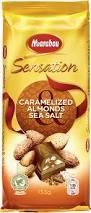 Marabou
Sensation
&
CARAMELIZED
ALMONDS
SEA SALT